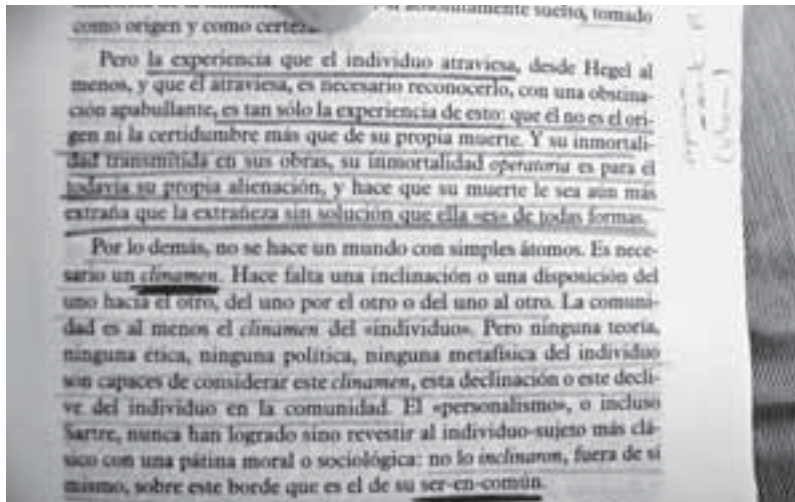 absolutamente suelto, tomado
como origen y como certeza.
Pero la experiencia que el individuo atraviesa, desde Hegel al
menos, y que él atraviesa, es necesario reconocerlo, con una obstina-
ción apabullante, es tan sólo la experiencia de esto: que él no es el ori-
gen ni la certidumbre más que de su propia muerte. Y su inmortali-
dad transmitida en sus obras, su inmortalidad operatoria es para él
todavía su propia alienación, y hace que su muerte le sea aún más
extraña que la extrañeza sin solución que ella «es» de todas formas.
Por lo demás, no se hace un mundo con simples átomos. Es nece-
sario un clinamen. Hace falta una inclinación o una disposición del
uno hacia el otro, del uno por el otro o del uno al otro. La comuni-
dad es al menos el clinamen del «individuo». Pero ninguna teoría,
ninguna ética, ninguna política, ninguna metafísica del individuo
son capaces de considerar este clinamen, esta declinación o este decli-
ve del individuo en la comunidad. El «personalismo», o incluso
Sartre, nunca han logrado sino revestir al individuo-sujeto más clá-
sico con una pátina moral o sociológica: no lo inclinaron, fuera de sí
mismo, sobre este borde que es el de su ser-en-común.